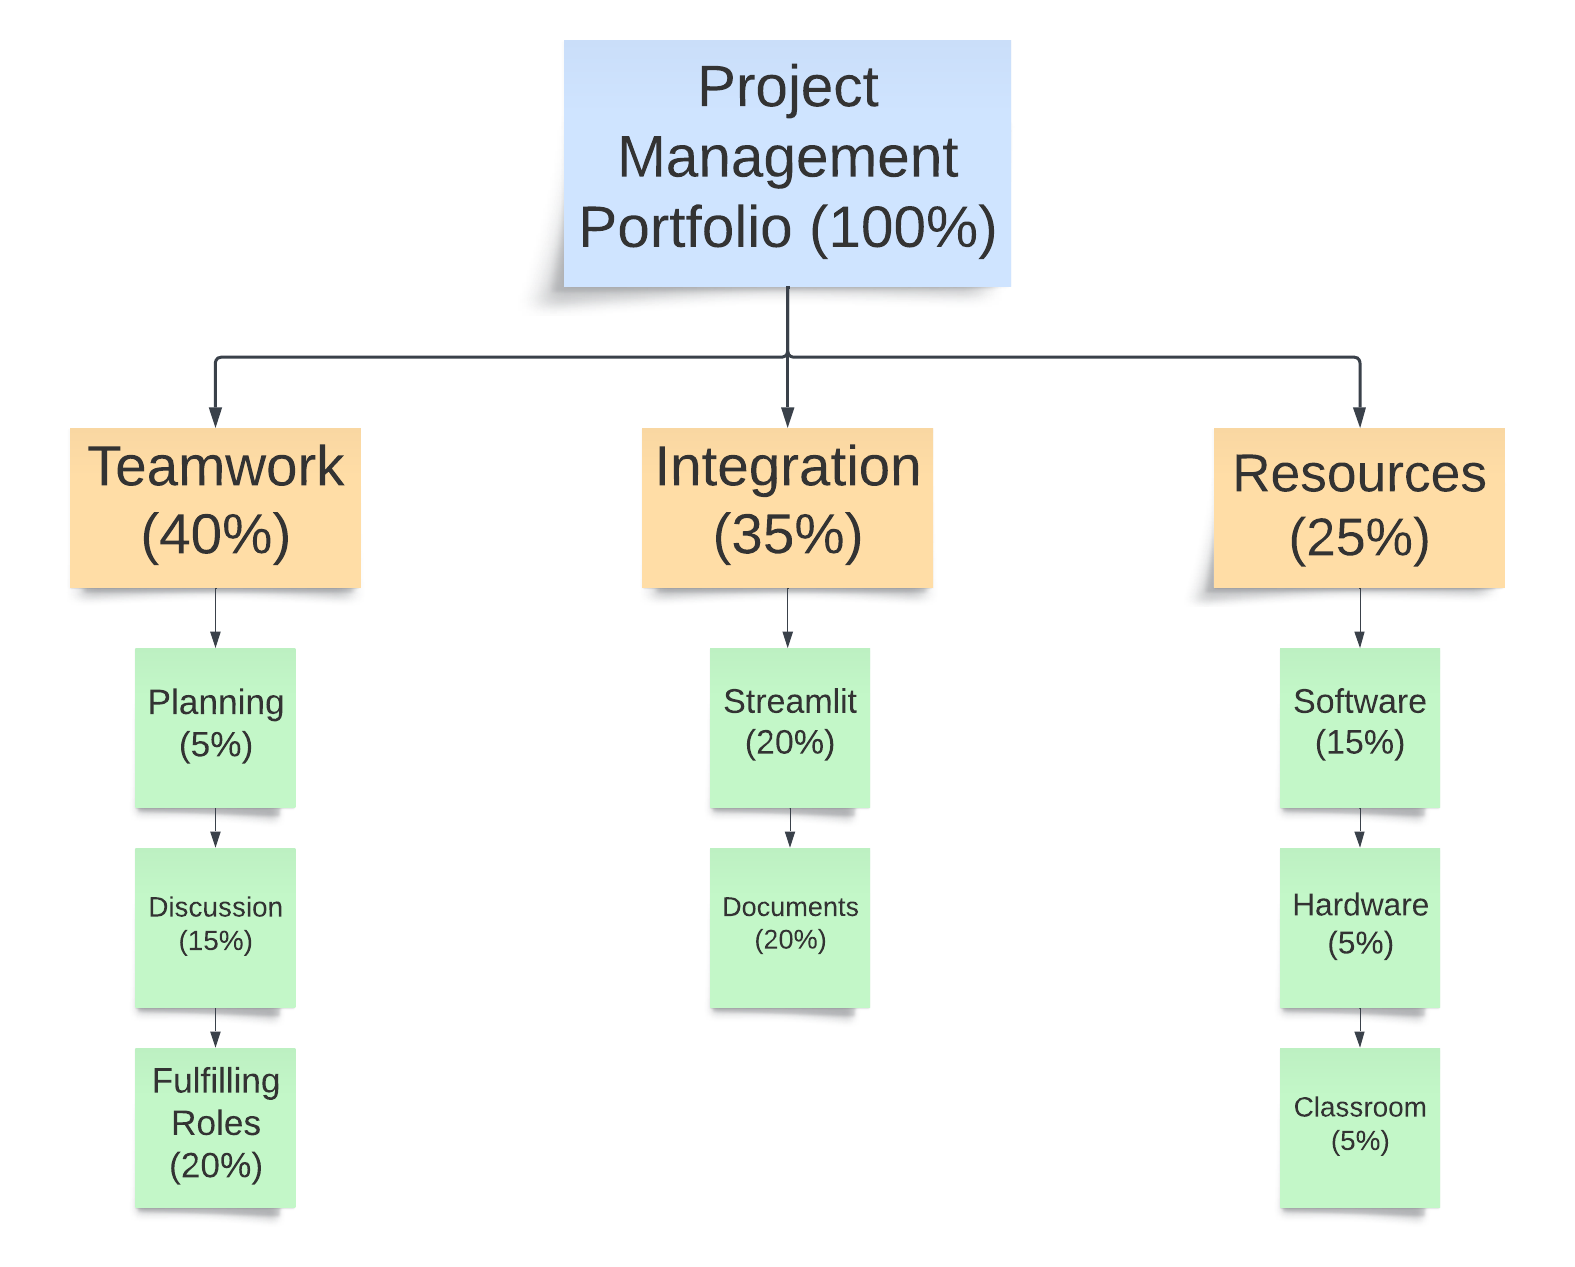 Project
Management
Portfolio (100%)
Teamwork
(40%)
Integration
(35%)
Resources
(25%)
Planning
(5%)
Streamlit
(20%)
Software
(15%)
Discussion
(15%)
Documents
(20%)
Hardware
(5%)
Fulfilling
Roles
(20%)
Classroom
(5%)